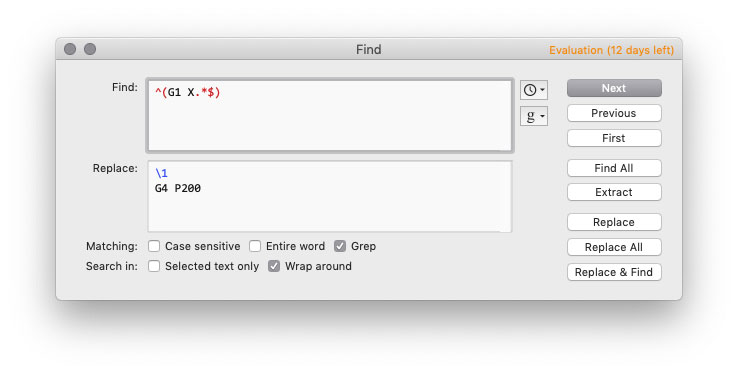 Find
Evaluation (12 days left)
Find:
^(G1 X.*$)
g
Next
Previous
First
Replace:
\1
G4 P200
Find All
Extract
Replace
Replace All
Replace & Find
Matching:
Case sensitive
Entire word
Grep
Search in:
Selected text only
Wrap around